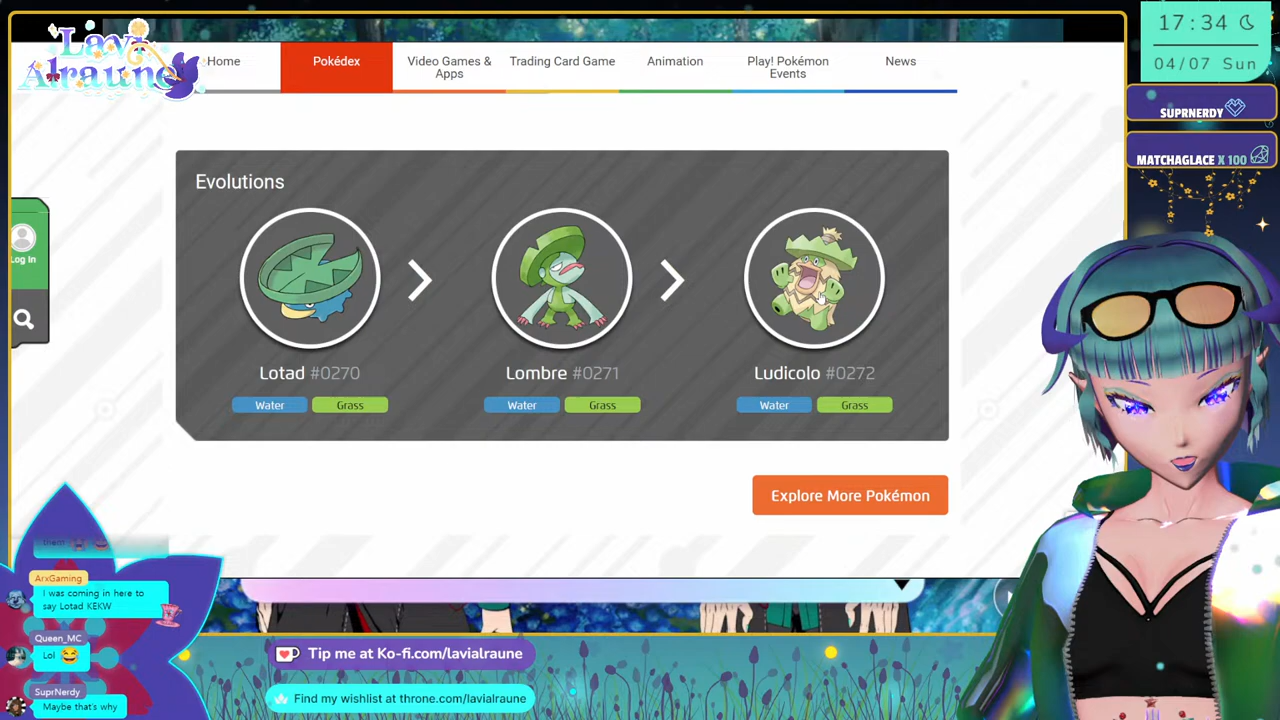 Lavi
Alraune
Home
Pokédex
Video Games &
Apps
Trading Card Game
Animation
Play! Pokémon
Events
News
17:34
04/07 Sun
SUPRNERDY
MATCHAGLACE X 100
Log In
Evolutions
Lotad #0270
Water
Grass
Lombre #0271
Water
Grass
Ludicolo #0272
Water
Grass
Explore More Pokémon
them
ArxGaming
I was coming in here to
say Lotad KEKW
Queen_MC
Lol
SuprNerdy
Maybe that's why
Tip me at Ko-fi.com/lavialraune
Find my wishlist at throne.com/lavialraune